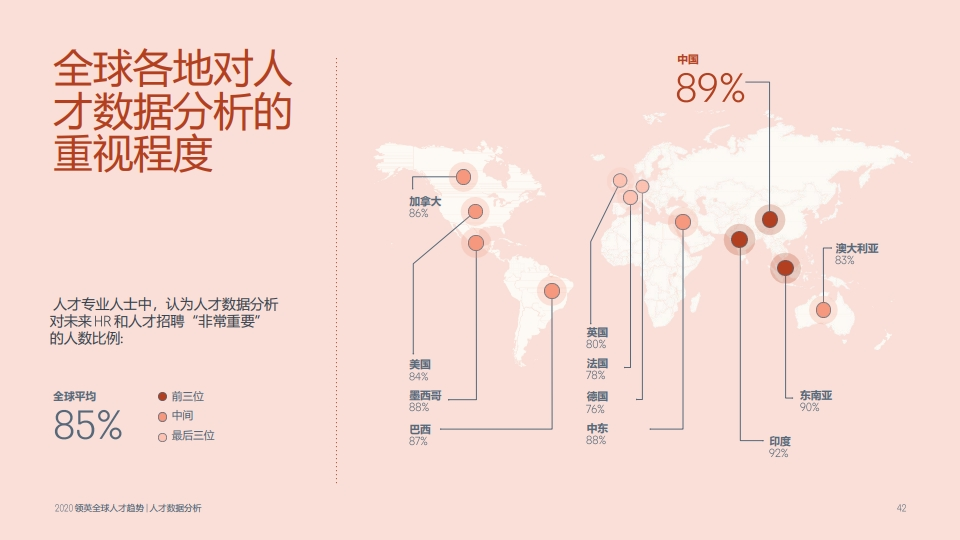 全球各地对人
才数据分析的
重视程度
人才专业人士中，认为人才数据分析
对未来 HR 和人才招聘“非常重要”
的人数比例:
全球平均
85%
前三位
中间
最后三位
中国
89%
加拿大
86%
澳大利亚
83%
英国
80%
美国
84%
法国
78%
墨西哥
88%
德国
76%
东南亚
90%
巴西
87%
中东
88%
印度
92%
2020 领英全球人才趋势 | 人才数据分析
42